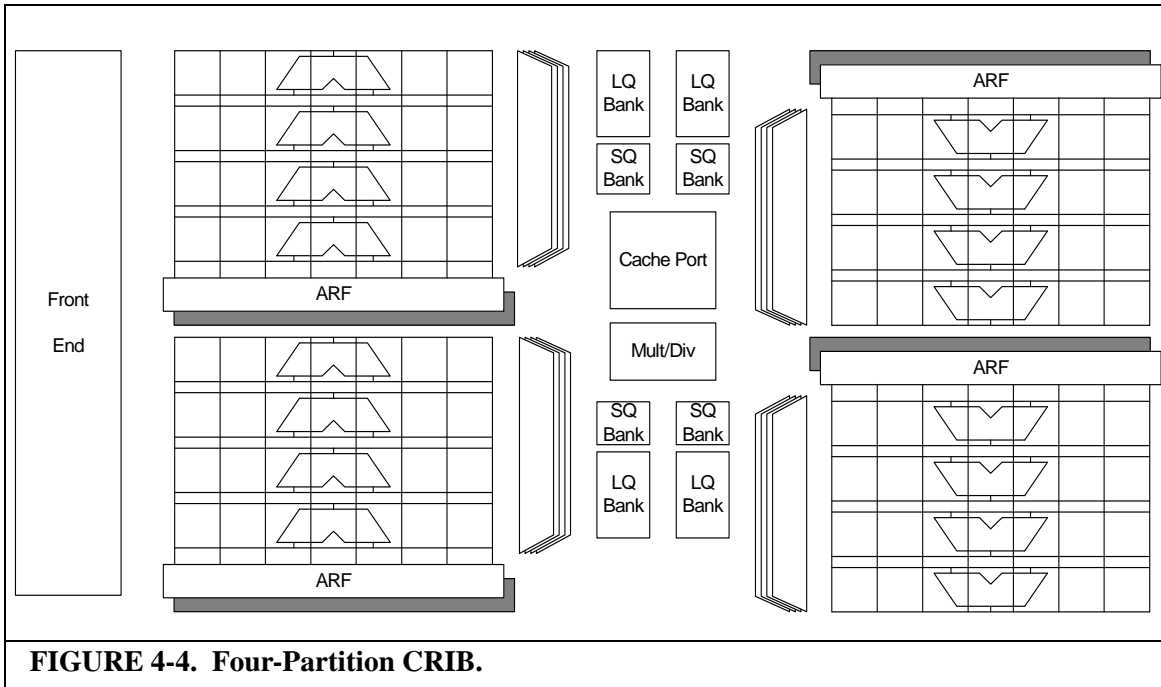 Front
End
ARF
ARF
LQ
Bank
LQ
Bank
SQ
Bank
SQ
Bank
Cache Port
Mult/Div
SQ
Bank
SQ
Bank
LQ
Bank
LQ
Bank
ARF
ARF
FIGURE 4-4. Four-Partition CRIB.